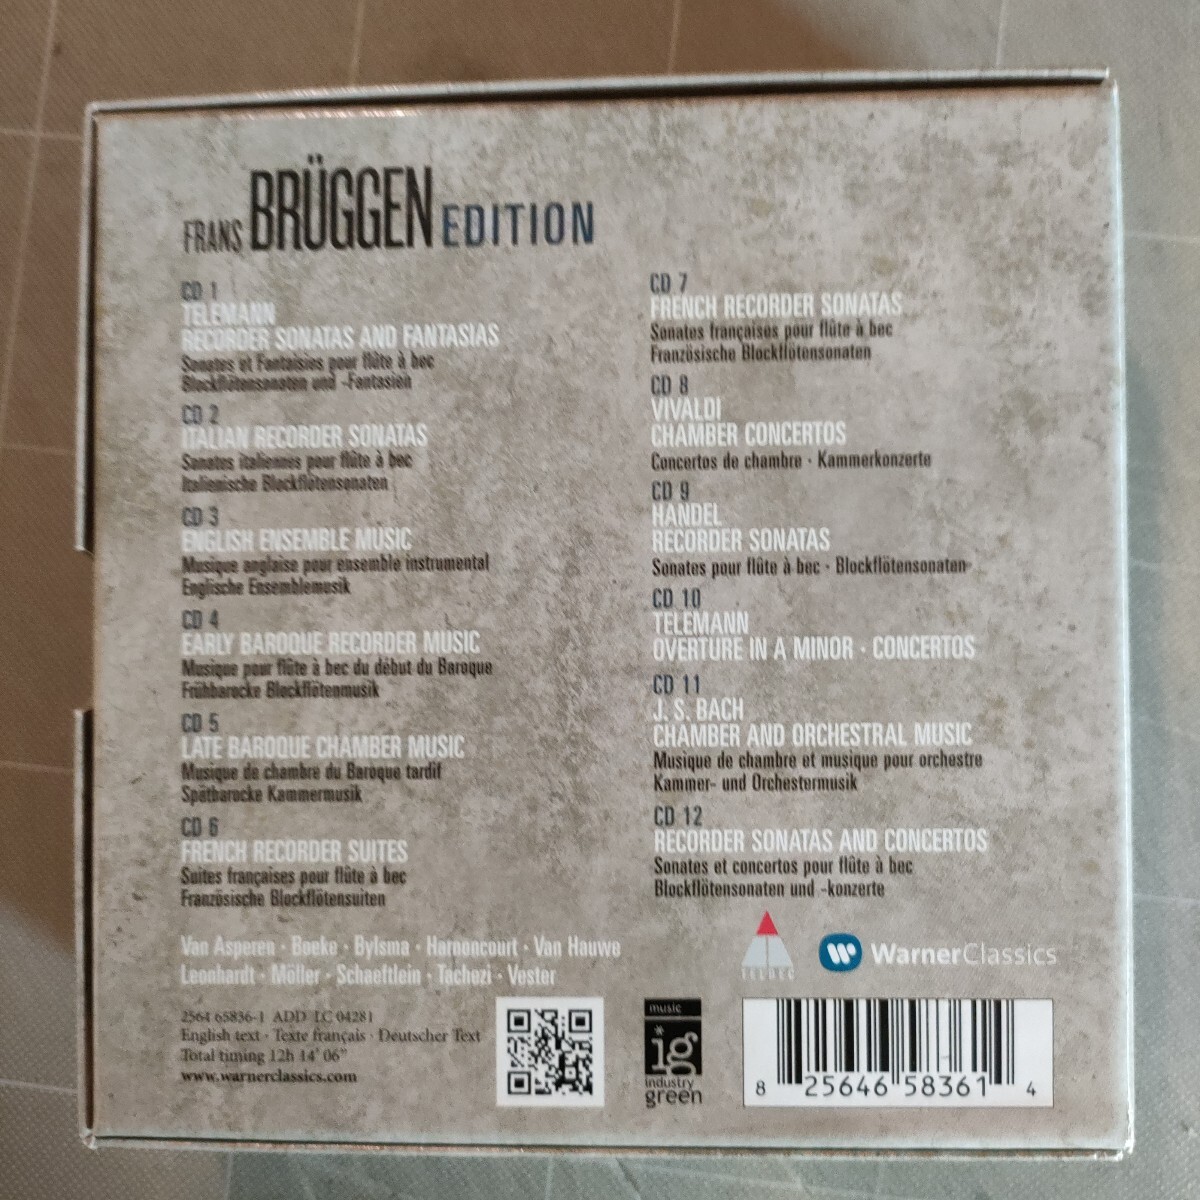 FRANS BRÜGGEN EDITION
CD 1
TELEMANN
RECORDER SONATAS AND FANTASIAS
Sonates et Fantaisies pour flûte à bec
Blockflötensonaten und -Fantasien
CD 2
ITALIAN RECORDER SONATAS
Sonates italiennes pour flûte à bec
Italienische Blockflötensonaten
CD 3
ENGLISH ENSEMBLE MUSIC
Musique anglaise pour ensemble instrumental
Englische Ensemblemusik
CD 4
EARLY BAROQUE RECORDER MUSIC
Musique pour flûte à bec du début du Baroque
Frühbarocke Blockflötenmusik
CD 5
LATE BAROQUE CHAMBER MUSIC
Musique de chambre du Baroque tardif
Spätbarocke Kammermusik
CD 6
FRENCH RECORDER SUITES
Suites françaises pour flûte à bec
Französische Blockflötensuiten
CD 7
FRENCH RECORDER SONATAS
Sonates françaises pour flûte à bec
Französische Blockflötensonaten
CD 8
VIVALDI
CHAMBER CONCERTOS
Concertos de chambre · Kammerkonzerte
CD 9
HANDEL
RECORDER SONATAS
Sonates pour flûte à bec · Blockflötensonaten
CD 10
TELEMANN
OVERTURE IN A MINOR · CONCERTOS
CD 11
J. S. BACH
CHAMBER AND ORCHESTRAL MUSIC
Musique de chambre et musique pour orchestre
Kammer- und Orchestermusik
CD 12
RECORDER SONATAS AND CONCERTOS
Sonates et concertos pour flûte à bec
Blockflötensonaten und -konzerte
Van Asperen · Boeke · Bylsma · Harnoncourt · Van Hauwe
Leonhardt · Möller · Schaeftlein · Tachezi · Vester
TELDEC
WarnerClassics
2564 65836-1 ADD LC 04281
English text · Texte français · Deutscher Text
Total timing 12h 14' 06"
www.warnerclassics.com
music
ig
industry
green
8 25646 58361 4